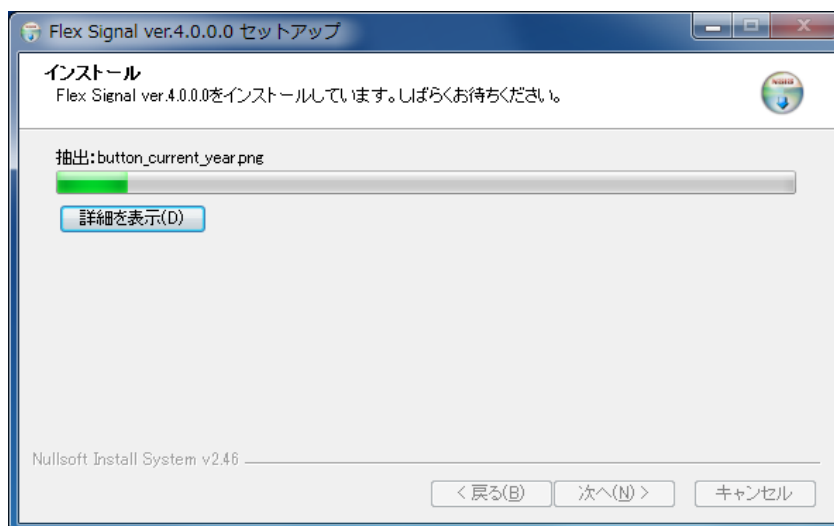 Flex Signal ver.4.0.0.0 セットアップ
インストール
Flex Signal ver.4.0.0.0をインストールしています。しばらくお待ちください。
抽出:button_current_year.png
詳細を表示(D)
Nullsoft Install System v2.46
< 戻る(B)
次へ(N) >
キャンセル